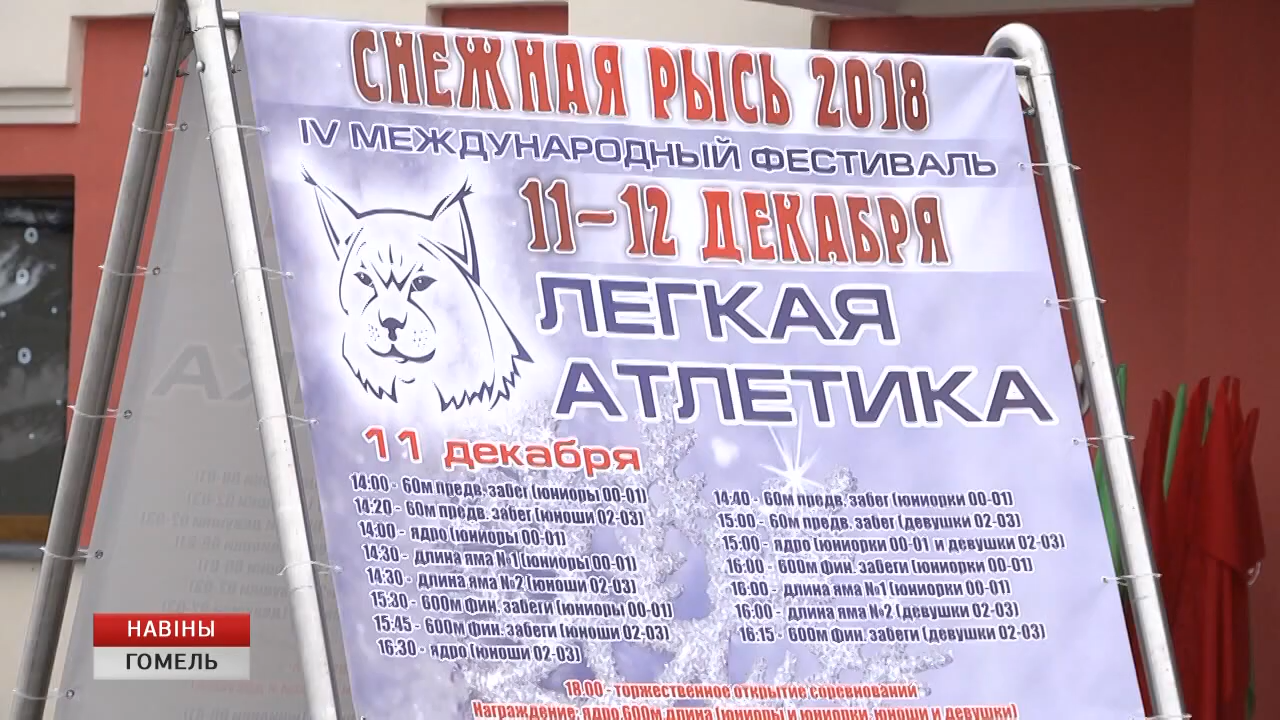 СНЕЖНАЯ РЫСЬ 2018
IV МЕЖДУНАРОДНЫЙ ФЕСТИВАЛЬ
11-12 ДЕКАБРЯ
ЛЕГКАЯ
АТЛЕТИКА
11 декабря
14:00 - 60м предв. забег (юниоры 00-01)
14:20 - 60м предв. забег (юноши 02-03)
14:00 - ядро (юниоры 00-01)
14:30 - длина яма №1 (юниоры 00-01)
14:30 - длина яма №2 (юноши 02-03)
15:30 - 600м фин. забеги (юниоры 00-01)
15:45 - 600м фин. забеги (юноши 02-03)
16:30 - ядро (юноши 02-03)
14:40 - 60м предв. забег (юниорки 00-01)
15:00 - 60м предв. забег (девушки 02-03)
15:00 - ядро (юниорки 00-01 и девушки 02-03)
16:00 - 600м фин. забеги (юниорки 00-01)
16:00 - длина яма №1 (юниорки 00-01)
16:00 - длина яма №2 (девушки 02-03)
16:15 - 600м фин. забеги (девушки 02-03)
18.00 - торжественное открытие соревнований
Награждение: ядро,600м,длина (юниоры и юниорки, юноши и девушки)
НАВІНЫ
ГОМЕЛЬ